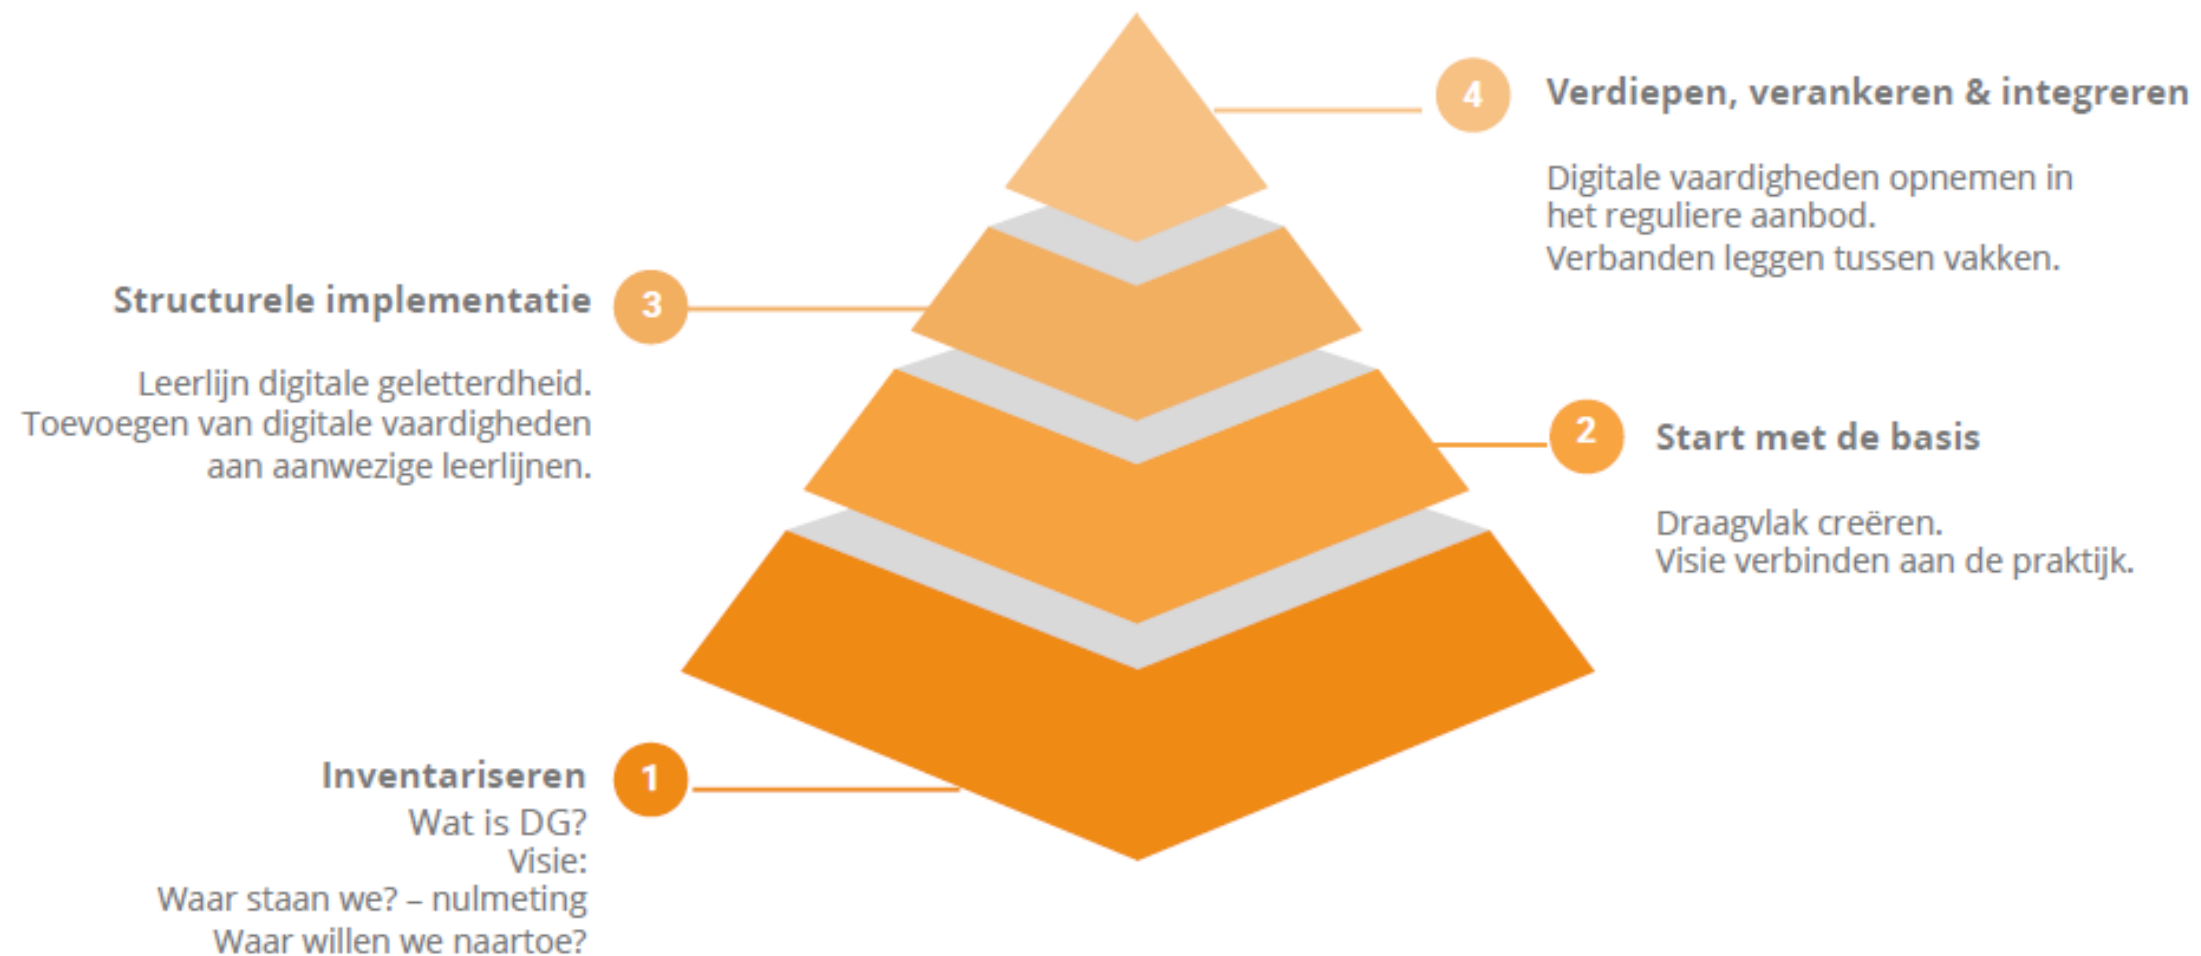 4
Verdiepen, verankeren & integreren
Digitale vaardigheden opnemen in
het reguliere aanbod.
Verbanden leggen tussen vakken.
Structurele implementatie
3
Leerlijn digitale geletterdheid.
Toevoegen van digitale vaardigheden
aan aanwezige leerlijnen.
2
Start met de basis
Draagvlak creëren.
Visie verbinden aan de praktijk.
Inventariseren
1
Wat is DG?
Visie:
Waar staan we? – nulmeting
Waar willen we naartoe?